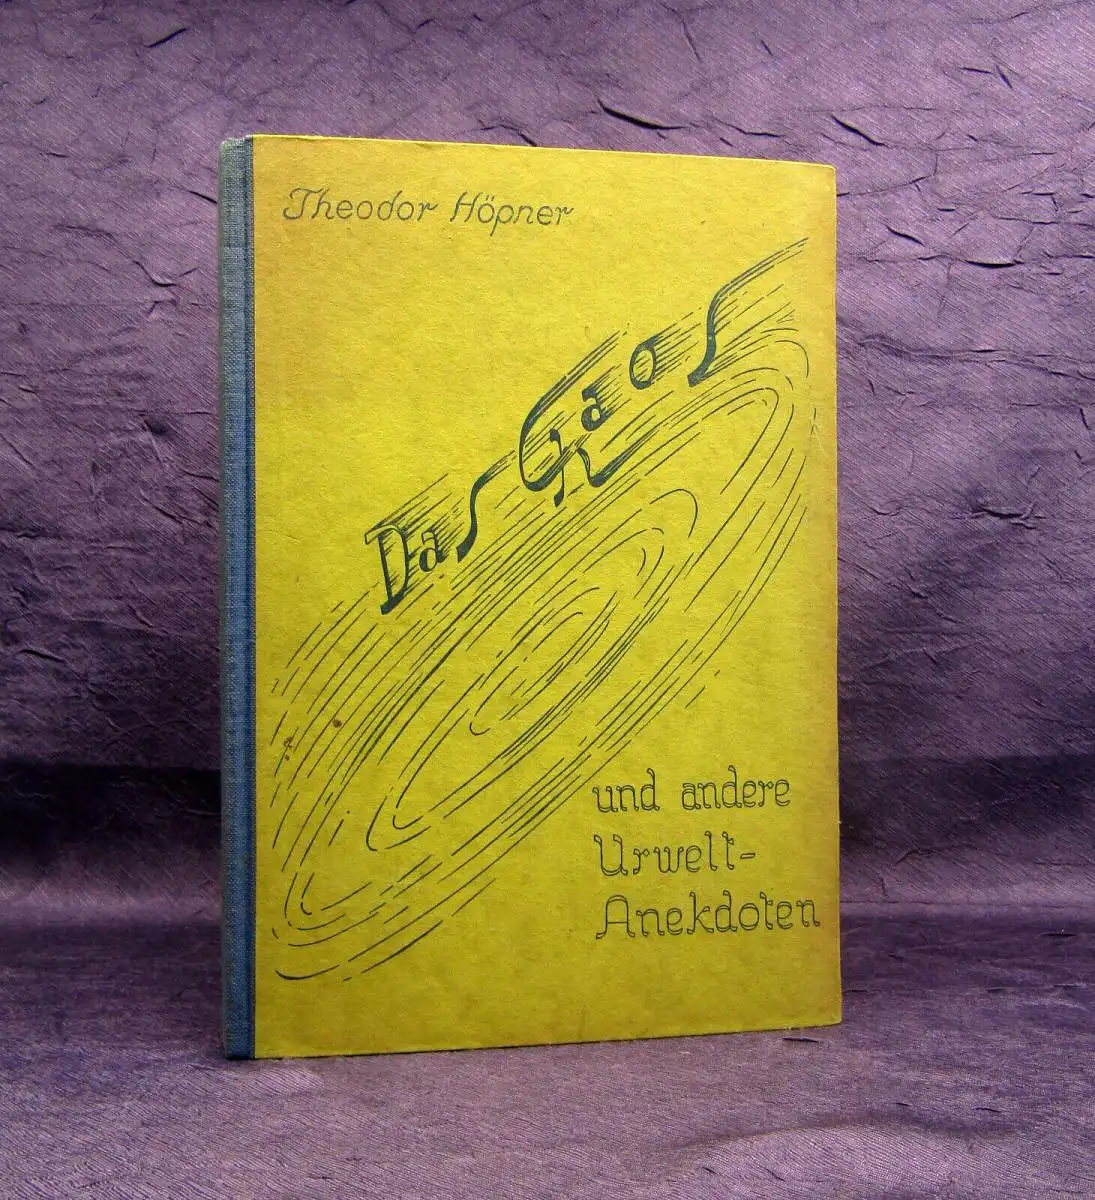 Theodor Höpner
Das Chaos
und andere
Urwelt-
Anekdoten